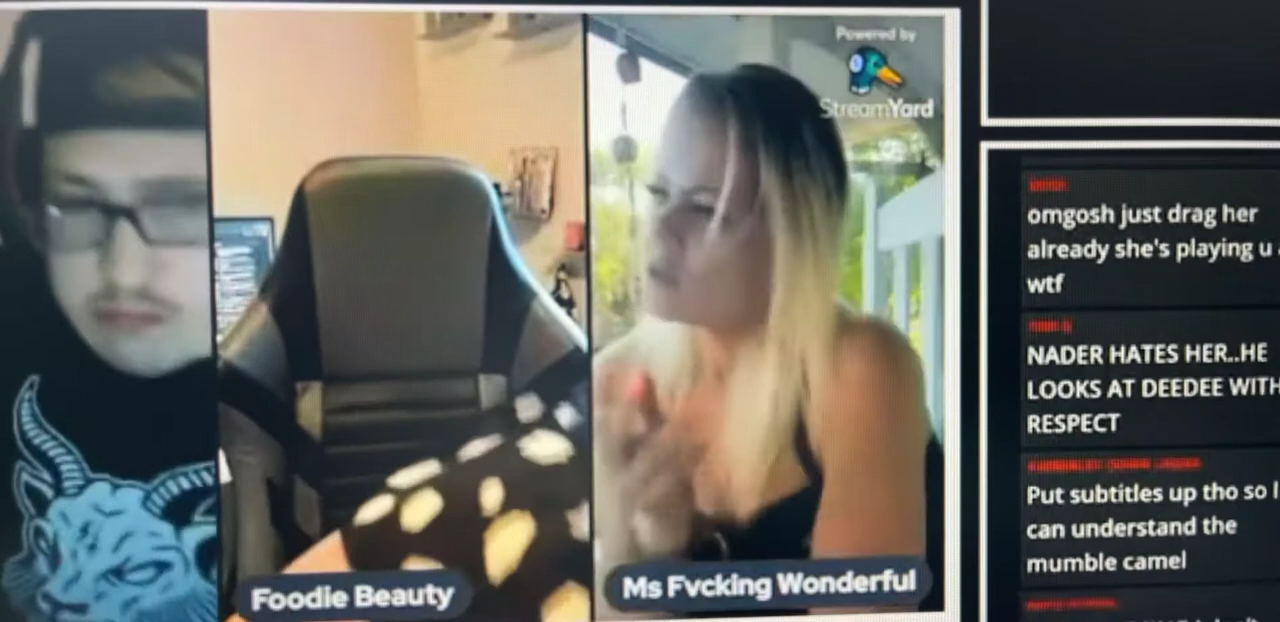 Powered by
StreamYard
Foodie Beauty
Ms Fvcking Wonderful
omgosh just drag her
already she's playing u
wtf
NADER HATES HER..HE
LOOKS AT DEEDEE WITH
RESPECT
Put subtitles up tho so I
can understand the
mumble camel